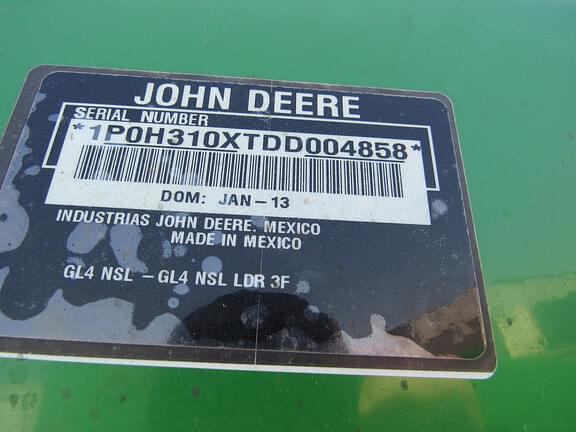 JOHN DEERE
SERIAL NUMBER
*1P0H310XTDD004858*
DOM: JAN-13
INDUSTRIAS JOHN DEERE. MEXICO
MADE IN MEXICO
GL4 NSL -GL4 NSL LDR 3F